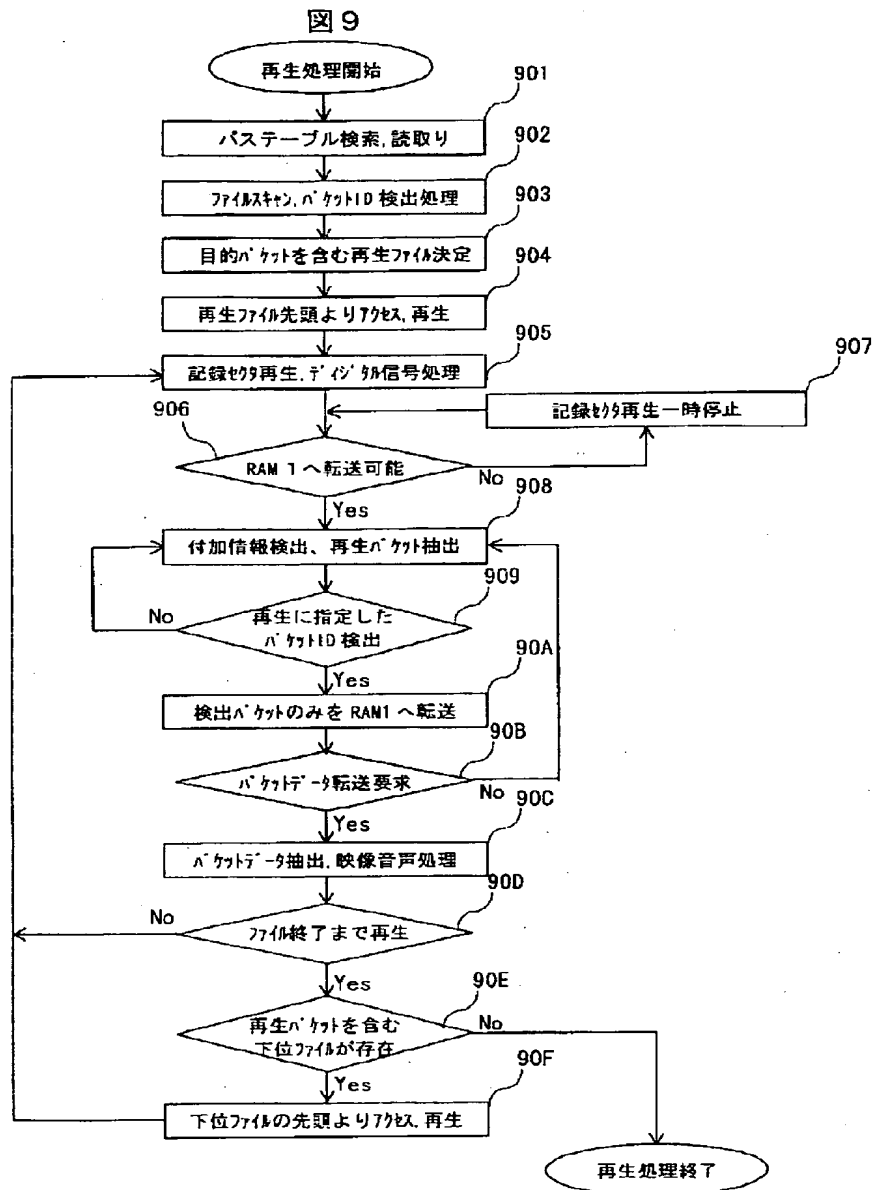 図9
再生処理開始
901
パステーブル検索,読取り
902
ファイルスキャン,パケットID検出処理
903
目的パケットを含む再生ファイル決定
904
再生ファイル先頭よりアクセス,再生
905
記録セクタ再生,ディジタル信号処理
907
記録セクタ再生一時停止
906
RAM 1へ転送可能
No
Yes
908
付加情報検出、再生パケット抽出
909
No
再生に指定した
パケットID検出
Yes
90A
検出パケットのみをRAM1へ転送
90B
パケットデータ転送要求
No
Yes
90C
パケットデータ抽出,映像音声処理
90D
No
ファイル終了まで再生
Yes
90E
再生パケットを含む
下位ファイルが存在
No
Yes
90F
下位ファイルの先頭よりアクセス,再生
再生処理終了